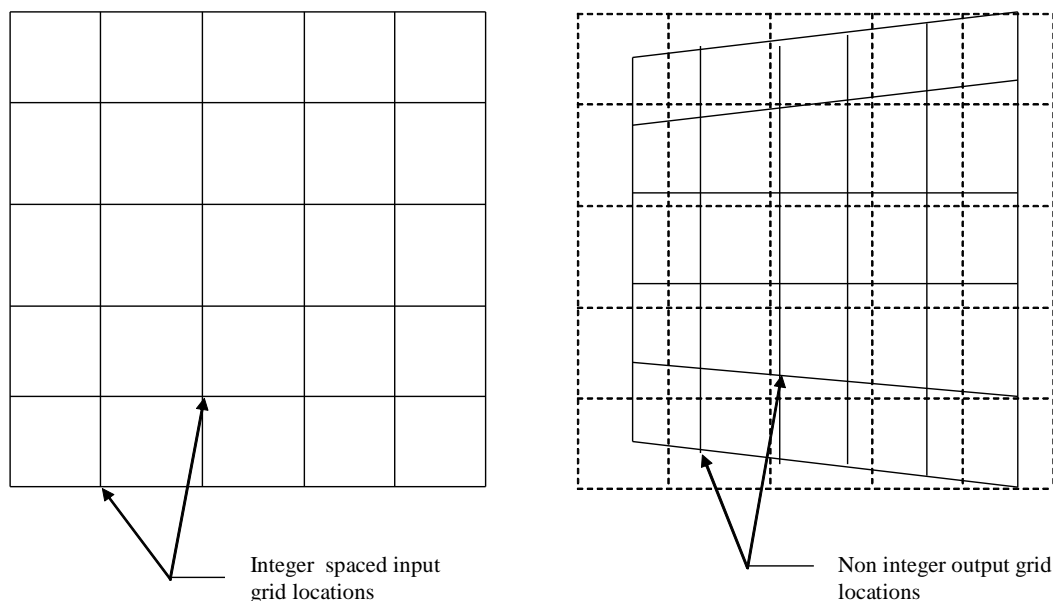 Integer spaced input
grid locations
Non integer output grid
locations